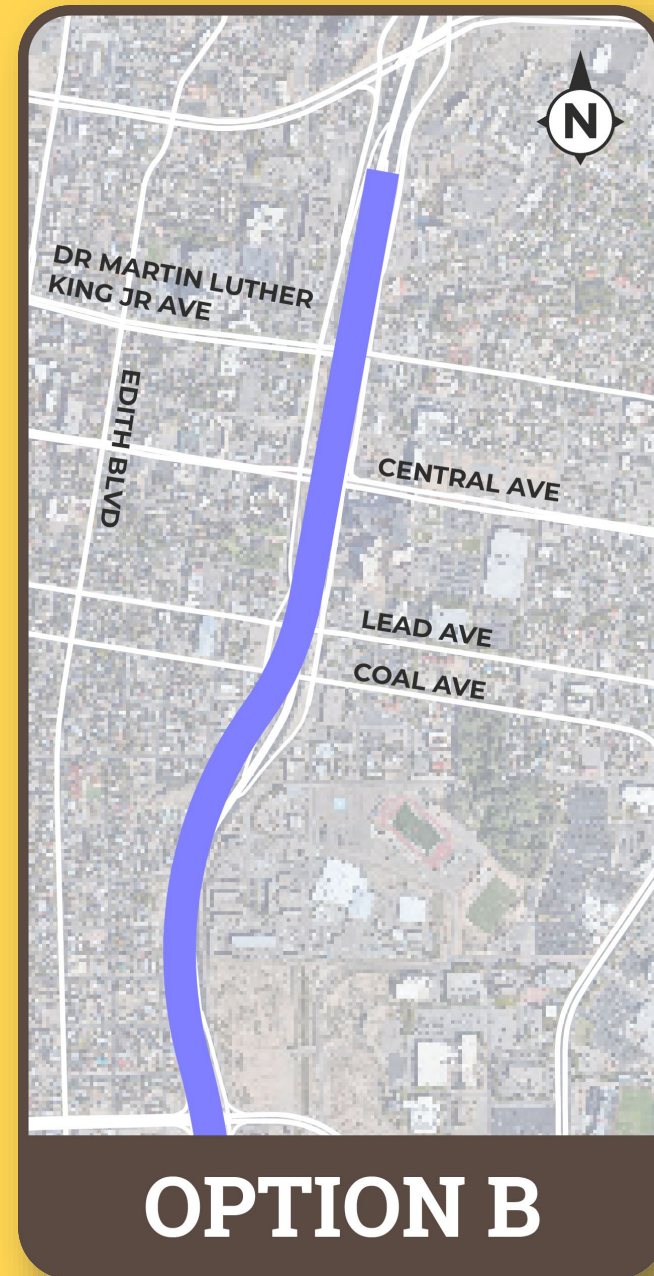 N
DR MARTIN LUTHER
KING JR AVE
EDITH BLVD
CENTRAL AVE
LEAD AVE
COAL AVE
OPTION B